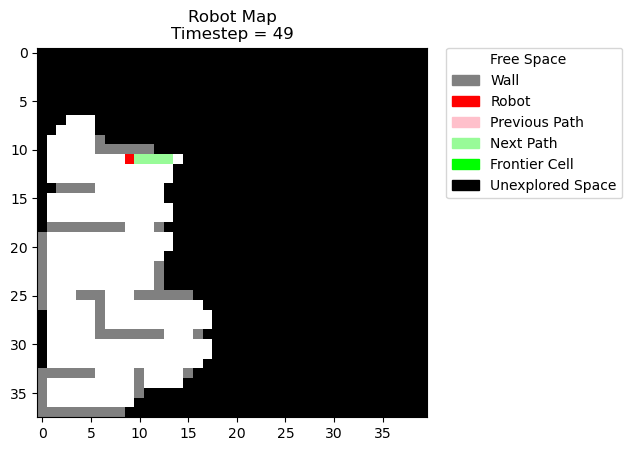 Robot Map
Timestep = 49
Free Space
Wall
Robot
Previous Path
Next Path
Frontier Cell
Unexplored Space
0
5
10
15
20
25
30
35
0 5 10 15 20 25 30 35